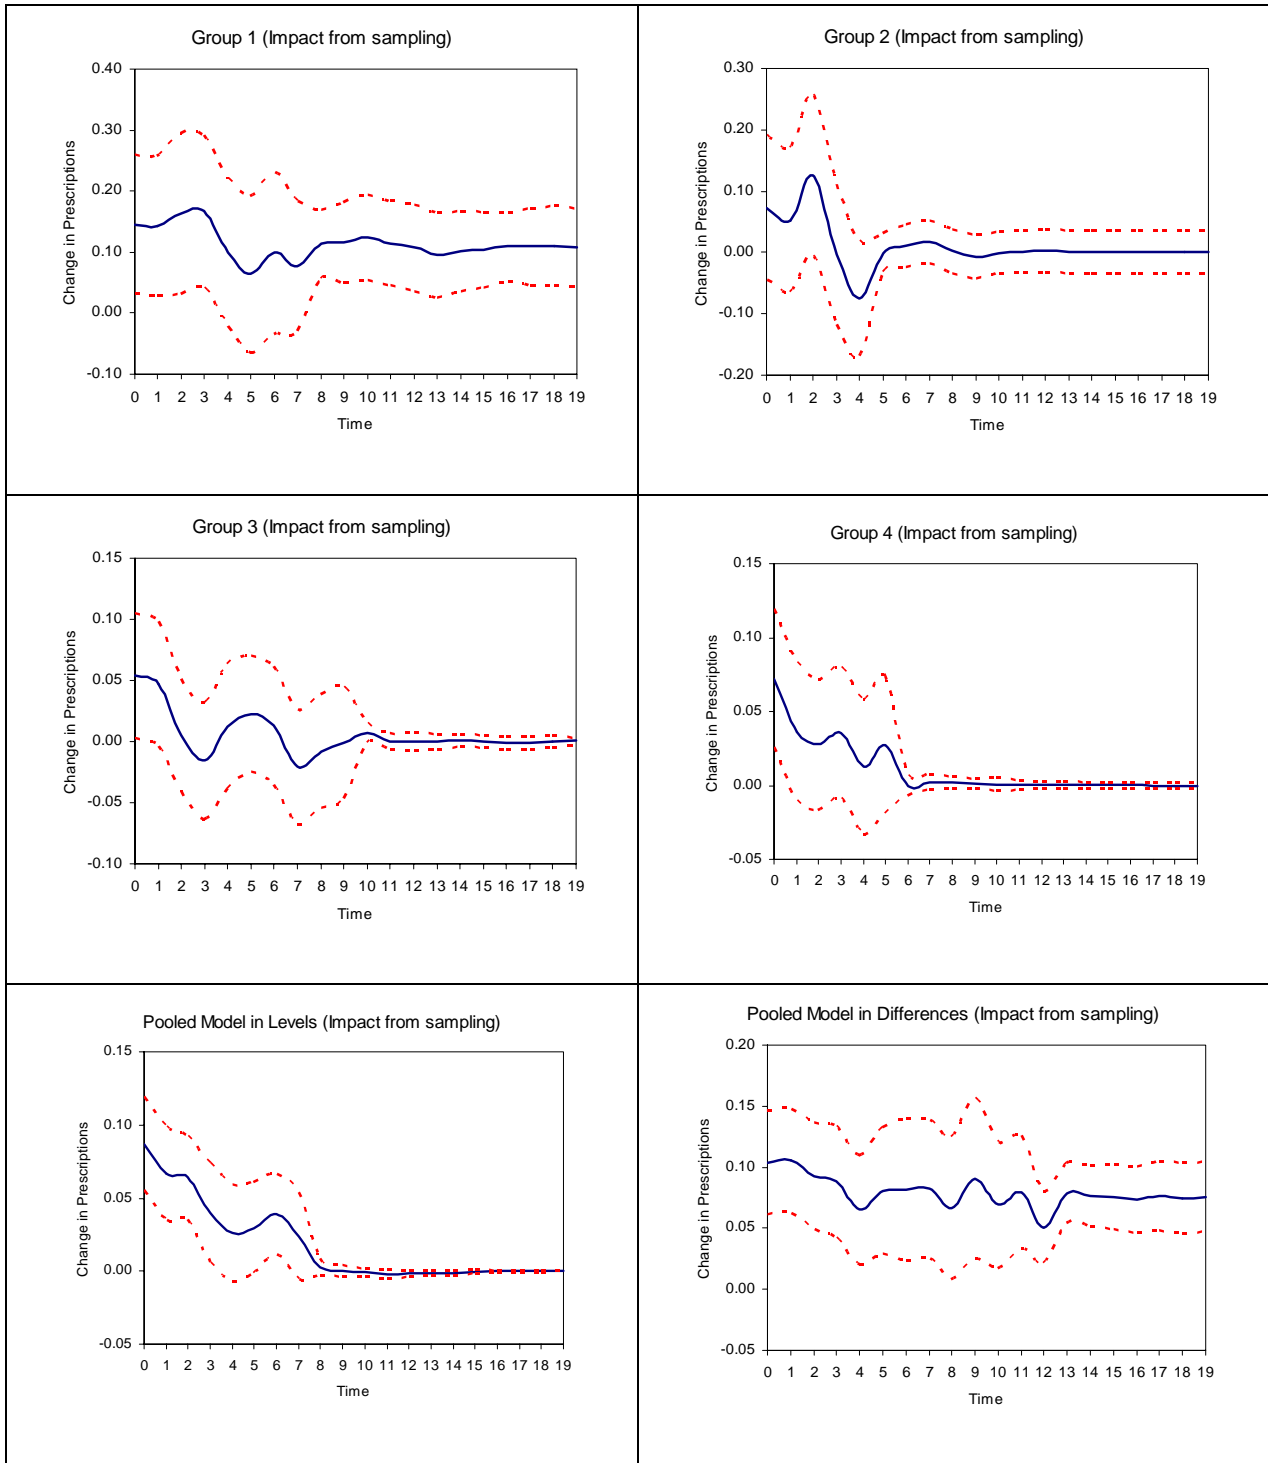 Group 1 (Impact from sampling)
0.40
0.30
0.20
0.10
0.00
-0.10
Change in Prescriptions
0 1 2 3 4 5 6 7 8 9 10 11 12 13 14 15 16 17 18 19
Time
Group 2 (Impact from sampling)
0.30
0.20
0.10
0.00
-0.10
-0.20
Change in Prescriptions
0 1 2 3 4 5 6 7 8 9 10 11 12 13 14 15 16 17 18 19
Time
Group 3 (Impact from sampling)
0.15
0.10
0.05
0.00
-0.05
-0.10
Change in Prescriptions
0 1 2 3 4 5 6 7 8 9 10 11 12 13 14 15 16 17 18 19
Time
Group 4 (Impact from sampling)
0.15
0.10
0.05
0.00
-0.05
Change in Prescriptions
0 1 2 3 4 5 6 7 8 9 10 11 12 13 14 15 16 17 18 19
Time
Pooled Model in Levels (Impact from sampling)
0.15
0.10
0.05
0.00
-0.05
Change in Prescriptions
0 1 2 3 4 5 6 7 8 9 10 11 12 13 14 15 16 17 18 19
Time
Pooled Model in Differences (Impact from sampling)
0.20
0.15
0.10
0.05
0.00
-0.05
Change in Prescriptions
0 1 2 3 4 5 6 7 8 9 10 11 12 13 14 15 16 17 18 19
Time